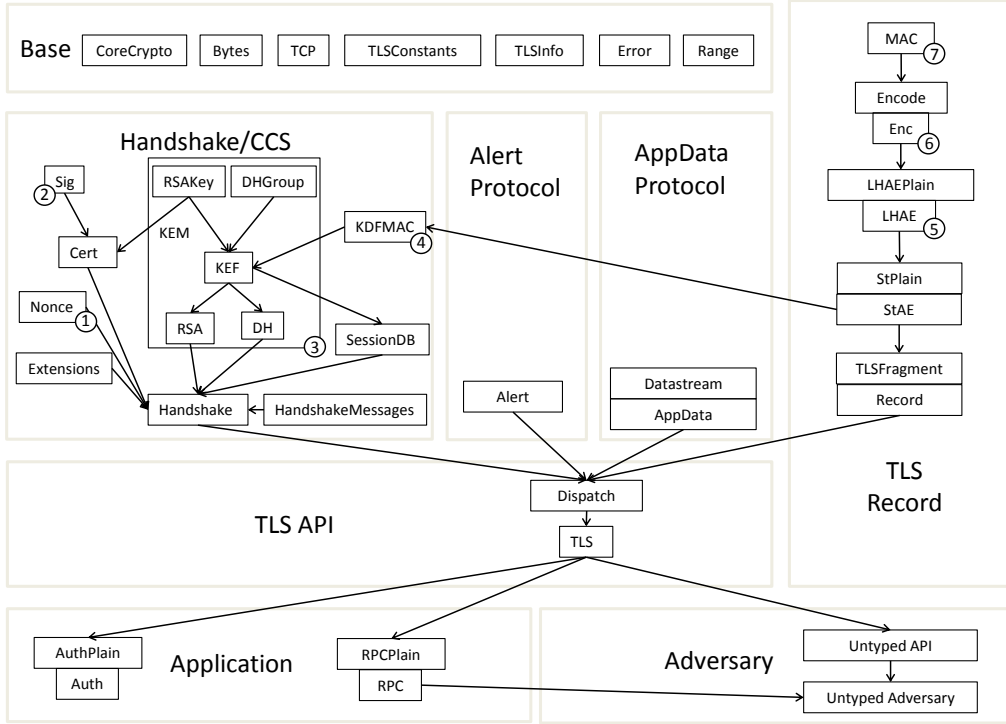 Base
CoreCrypto
Bytes
TCP
TLSConstants
TLSInfo
Error
Range
MAC
7
Encode
Enc
6
LHAEPlain
LHAE
5
StPlain
StAE
TLSFragment
Record
TLS
Record
Handshake/CCS
Sig
2
RSAKey
DHGroup
KEM
Cert
KEF
KDFMAC
4
Nonce
1
RSA
DH
3
SessionDB
Extensions
Handshake
HandshakeMessages
Alert
Protocol
Alert
AppData
Protocol
Datastream
AppData
TLS API
Dispatch
TLS
AuthPlain
Auth
Application
RPCPlain
RPC
Adversary
Untyped API
Untyped Adversary